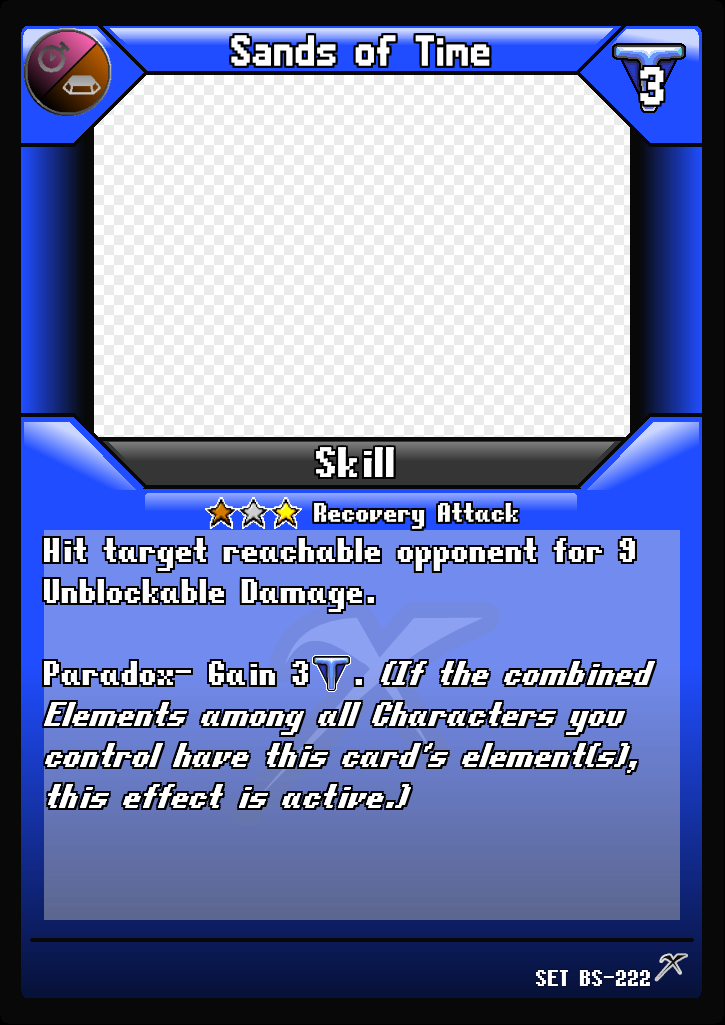 Sands of Time
3
Skill
Recovery Attack
Hit target reachable opponent for 9
Unblockable Damage.
Paradox- Gain 3 . (If the combined
Elements among all Characters you
control have this card's element(s),
this effect is active.)
SET BS-222